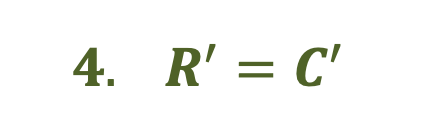 4. R′ = C′